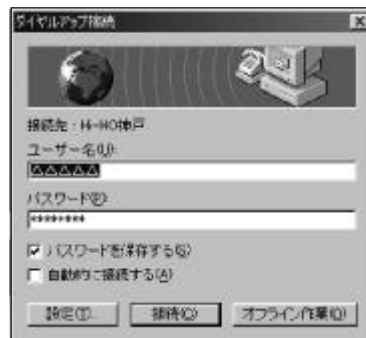 ダイヤルアップ接続
接続先 : Hi-HO神戸
ユーザー名(U):
△△△△△
パスワード(P):
********
パスワードを保存する(S)
自動的に接続する(A)
設定(T)...
接続(C)
オフライン作業(O)